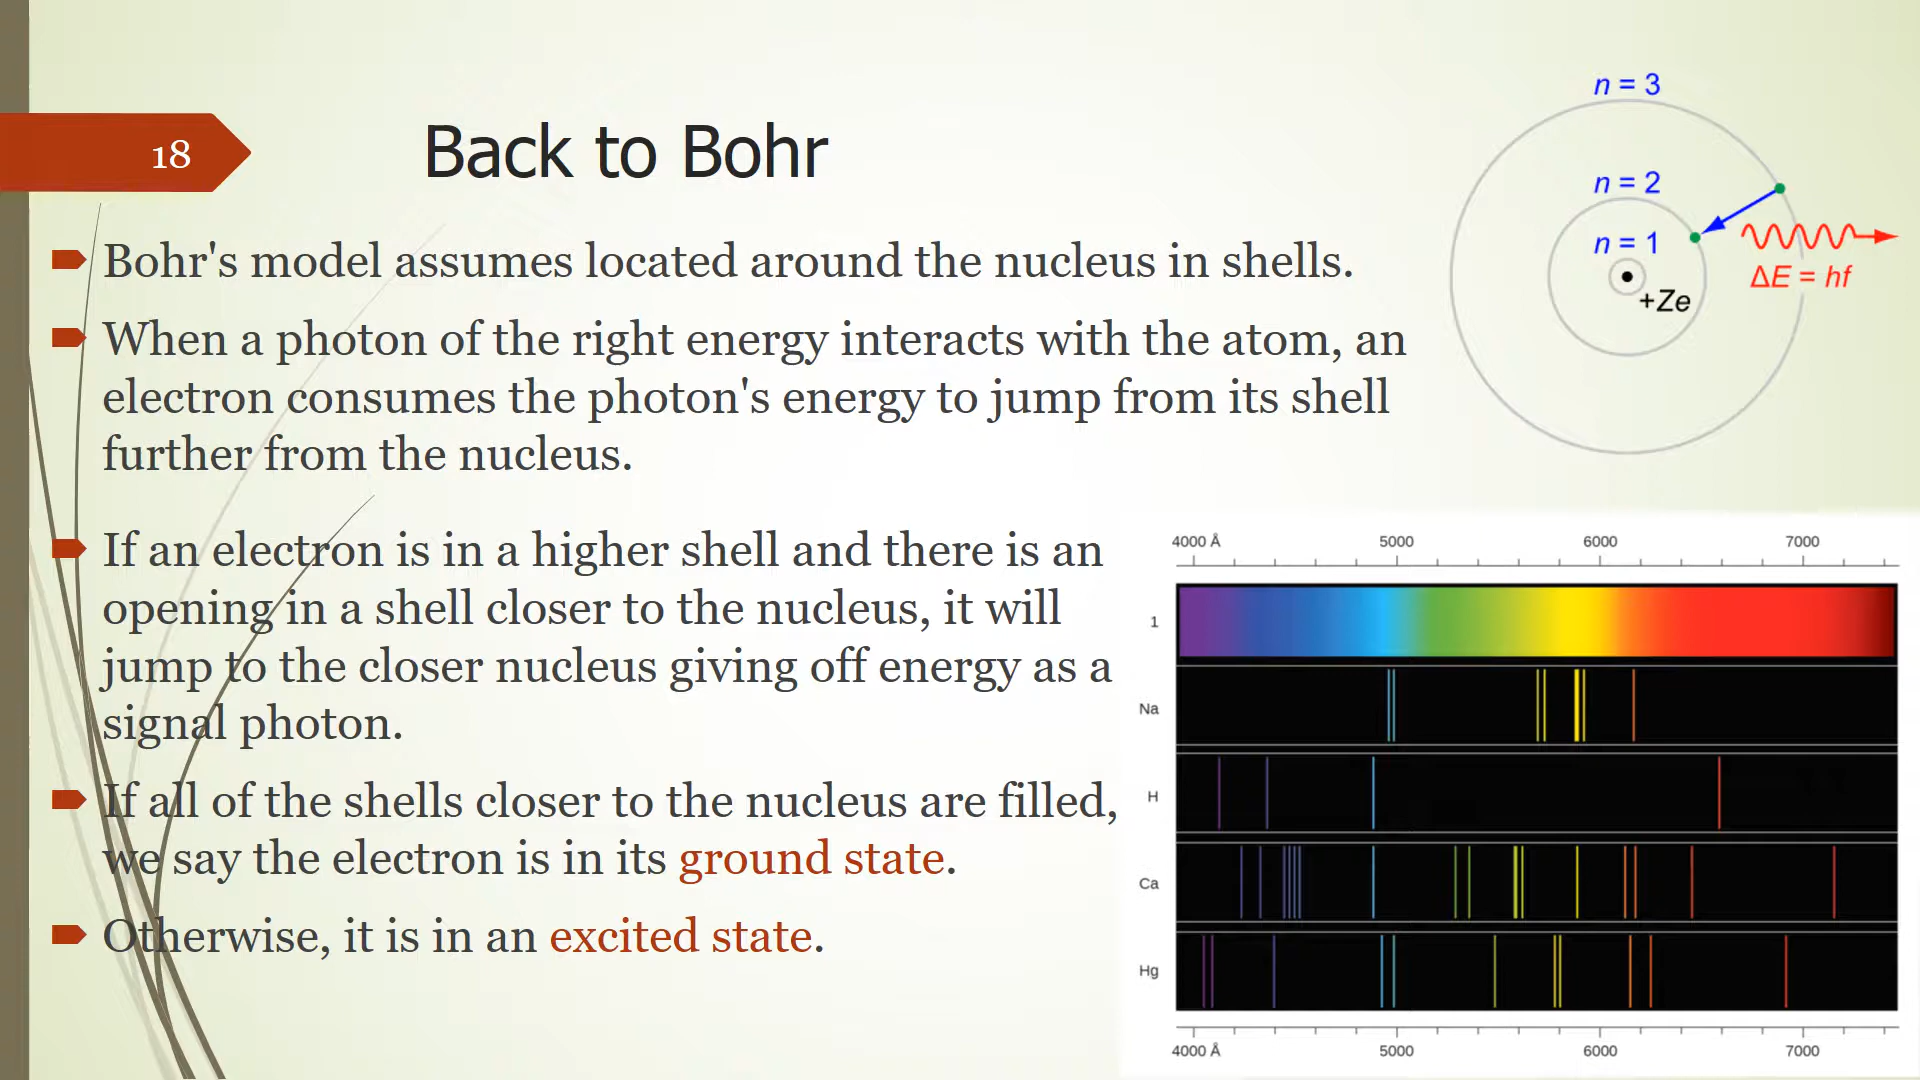 18
Back to Bohr
Bohr's model assumes located around the nucleus in shells.
When a photon of the right energy interacts with the atom, an
electron consumes the photon's energy to jump from its shell
further from the nucleus.
If an electron is in a higher shell and there is an
opening in a shell closer to the nucleus, it will
jump to the closer nucleus giving off energy as a
signal photon.
If all of the shells closer to the nucleus are filled,
we say the electron is in its ground state.
Otherwise, it is in an excited state.
n = 3
n = 2
n = 1
+Ze
ΔE = hf
4000 Å 5000 6000 7000
1
Na
H
Ca
Hg
4000 Å 5000 6000 7000